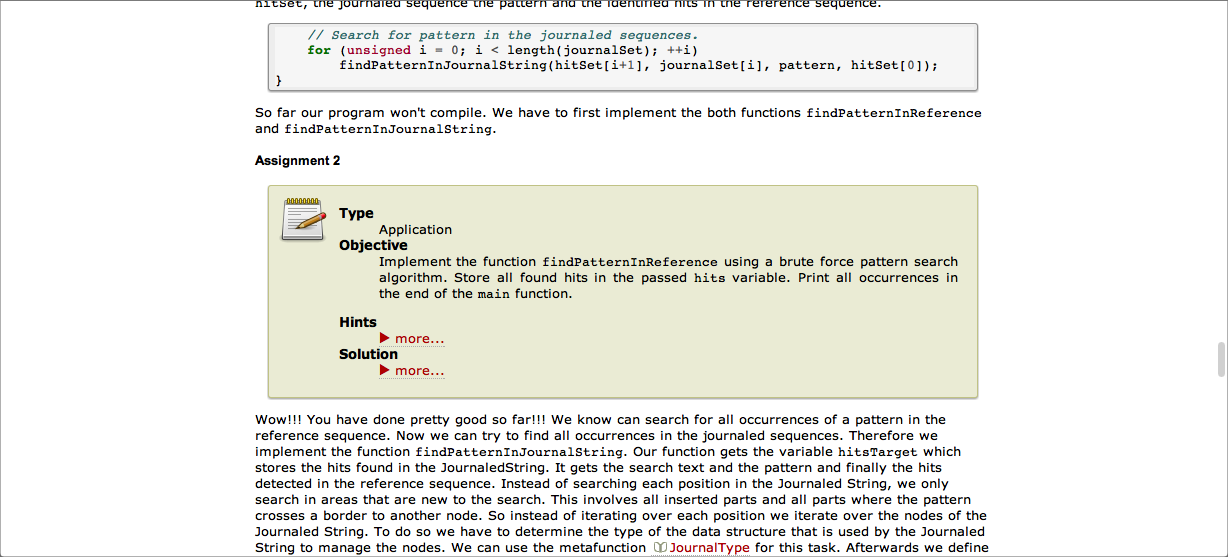 hitSet, the journaled sequence the pattern and the identified hits in the reference sequence.
// Search for pattern in the journaled sequences.
for (unsigned i = 0; i < length(journalSet); ++i)
findPatternInJournalString(hitSet[i+1], journalSet[i], pattern, hitSet[0]);
}
So far our program won't compile. We have to first implement the both functions findPatternInReference
and findPatternInJournalString.
Assignment 2
Type
Application
Objective
Implement the function findPatternInReference using a brute force pattern search
algorithm. Store all found hits in the passed hits variable. Print all occurrences in
the end of the main function.
Hints
more...
Solution
more...
Wow!!! You have done pretty good so far!!! We know can search for all occurrences of a pattern in the
reference sequence. Now we can try to find all occurrences in the journaled sequences. Therefore we
implement the function findPatternInJournalString. Our function gets the variable hitsTarget which
stores the hits found in the JournaledString. It gets the search text and the pattern and finally the hits
detected in the reference sequence. Instead of searching each position in the Journaled String, we only
search in areas that are new to the search. This involves all inserted parts and all parts where the pattern
crosses a border to another node. So instead of iterating over each position we iterate over the nodes of the
Journaled String. To do so we have to determine the type of the data structure that is used by the Journaled
String to manage the nodes. We can use the metafunction JournalType for this task. Afterwards we define